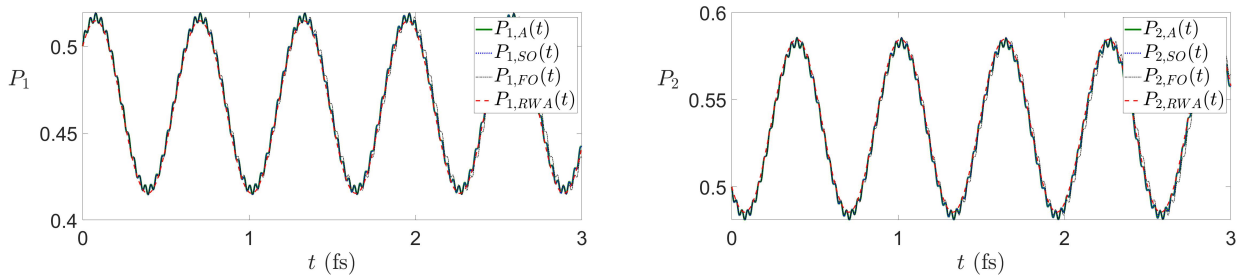 0.5
P₁,A(t)
P₁,SO(t)
P₁,FO(t)
P₁,RWA(t)
P₁
0.45
0.4
0 1 2 3
t (fs)
0.6
P₂,A(t)
P₂,SO(t)
P₂,FO(t)
P₂,RWA(t)
P₂
0.55
0.5
0 1 2 3
t (fs)